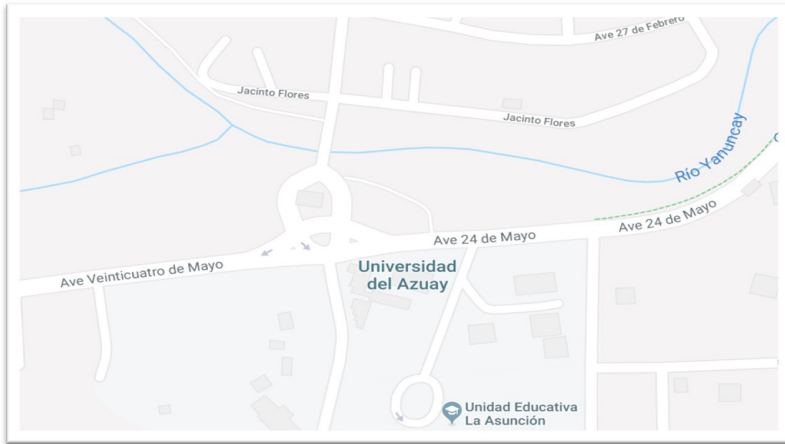 Ave 27 de Febrero
Jacinto Flores
Jacinto Flores
Río Yanuncay
Ave 24 de Mayo
Ave 24 de Mayo
Ave Veinticuatro de Mayo
Universidad
del Azuay
Unidad Educativa
La Asunción